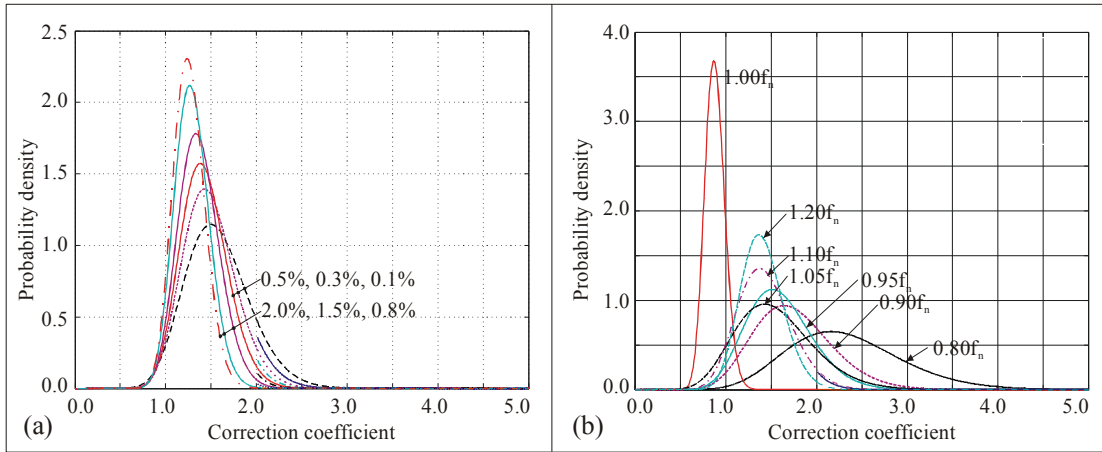 2.5
2.0
1.5
1.0
0.5
0.0
Probability density
0.5%, 0.3%, 0.1%
2.0%, 1.5%, 0.8%
0.0 1.0 2.0 3.0 4.0 5.0
Correction coefficient
(a)
4.0
3.0
2.0
1.0
0.0
Probability density
1.00fn
1.20fn
1.10fn
1.05fn
0.95fn
0.90fn
0.80fn
0.0 1.0 2.0 3.0 4.0 5.0
Correction coefficient
(b)